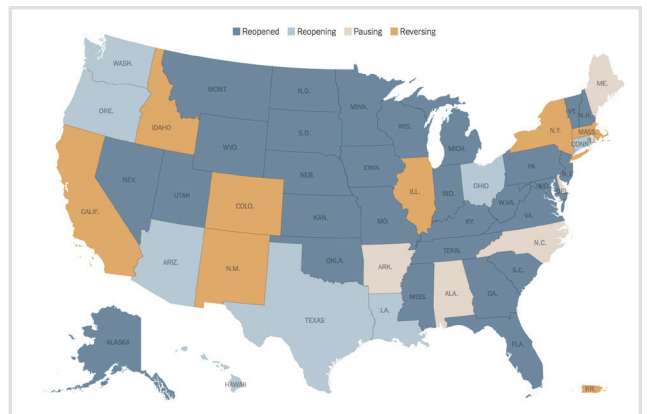 Reopened Reopening Pausing Reversing
WASH.
ME.
MONT.
N.D.
MINN.
ORE.
VT.
N.H.
IDAHO
S.D.
WIS.
N.Y.
MASS.
WYO.
MICH.
CONN.
IOWA
PA.
N.J.
NEB.
NEV.
OHIO
UTAH
ILL.
IND.
COLO.
W.VA.
VA.
CALIF.
KAN.
MO.
KY.
N.C.
TENN.
ARIZ.
OKLA.
ARK.
N.M.
S.C.
MISS.
ALA.
GA.
LA.
TEXAS
ALASKA
FLA.
HAWAII
P.R.